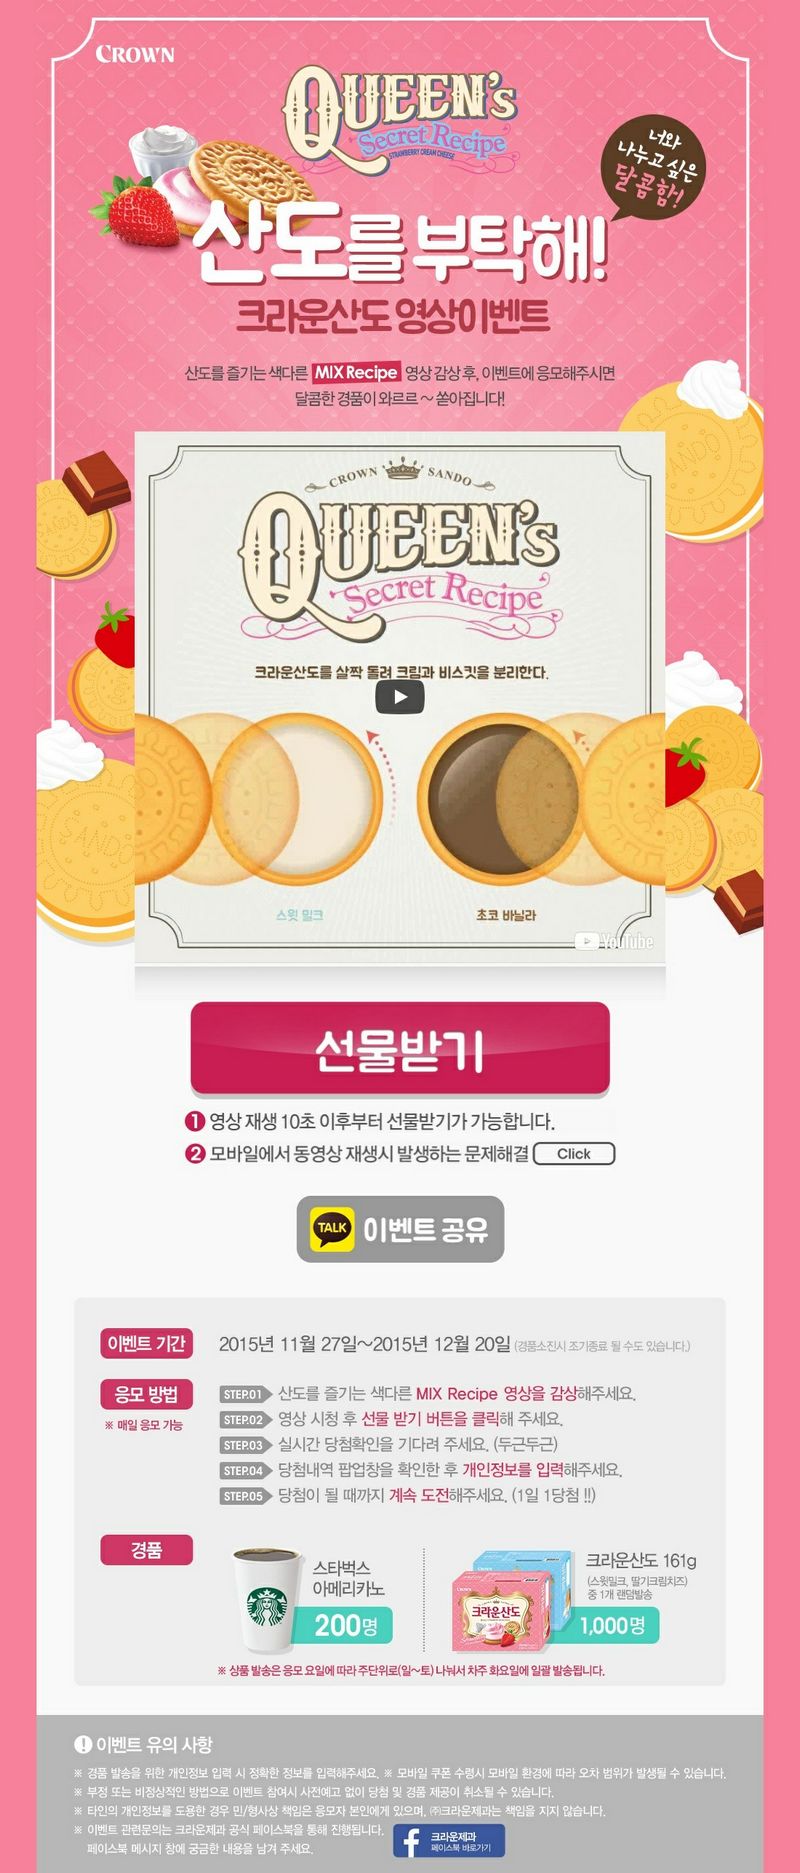 CROWN
QUEEN's
Secret Recipe
STRAWBERRY CREAM CHEESE
너와
나누고 싶은
달콤함!
산도를 부탁해!
크라운산도 영상이벤트
산도를 즐기는 색다른 MIX Recipe 영상 감상 후, 이벤트에 응모해주시면
달콤한 경품이 와르르 ~ 쏟아집니다!
CROWN SANDO
QUEEN's
Secret Recipe
크라운산도를 살짝 돌려 크림과 비스킷을 분리한다.
스윗 밀크
초코 바닐라
YouTube
선물받기
1 영상 재생 10초 이후부터 선물받기가 가능합니다.
2 모바일에서 동영상 재생시 발생하는 문제해결 Click
TALK 이벤트 공유
이벤트 기간 2015년 11월 27일~2015년 12월 20일 (경품소진시 조기종료 될 수도 있습니다.)
응모 방법 STEP.01 산도를 즐기는 색다른 MIX Recipe 영상을 감상해주세요.
※ 매일 응모 가능 STEP.02 영상 시청 후 선물 받기 버튼을 클릭해 주세요.
STEP.03 실시간 당첨확인을 기다려 주세요. (두근두근)
STEP.04 당첨내역 팝업창을 확인한 후 개인정보를 입력해주세요.
STEP.05 당첨이 될 때까지 계속 도전해주세요. (1일 1당첨 !!)
경품
스타벅스
아메리카노
200명
크라운산도
크라운산도 161g
(스윗밀크, 딸기크림치즈)
중 1개 랜덤발송
1,000명
※ 상품 발송은 응모 요일에 따라 주단위로(일~토) 나눠서 차주 화요일에 일괄 발송됩니다.
! 이벤트 유의 사항
※ 경품 발송을 위한 개인정보 입력 시 정확한 정보를 입력해주세요. ※ 모바일 쿠폰 수령시 모바일 환경에 따라 오차 범위가 발생될 수 있습니다.
※ 부정 또는 비정상적인 방법으로 이벤트 참여시 사전예고 없이 당첨 및 경품 제공이 취소될 수 있습니다.
※ 타인의 개인정보를 도용한 경우 민/형사상 책임은 응모자 본인에게 있으며, ㈜크라운제과는 책임을 지지 않습니다.
※ 이벤트 관련문의는 크라운제과 공식 페이스북을 통해 진행됩니다.
페이스북 메시지 창에 궁금한 내용을 남겨 주세요.
f 크라운제과
페이스북 바로가기